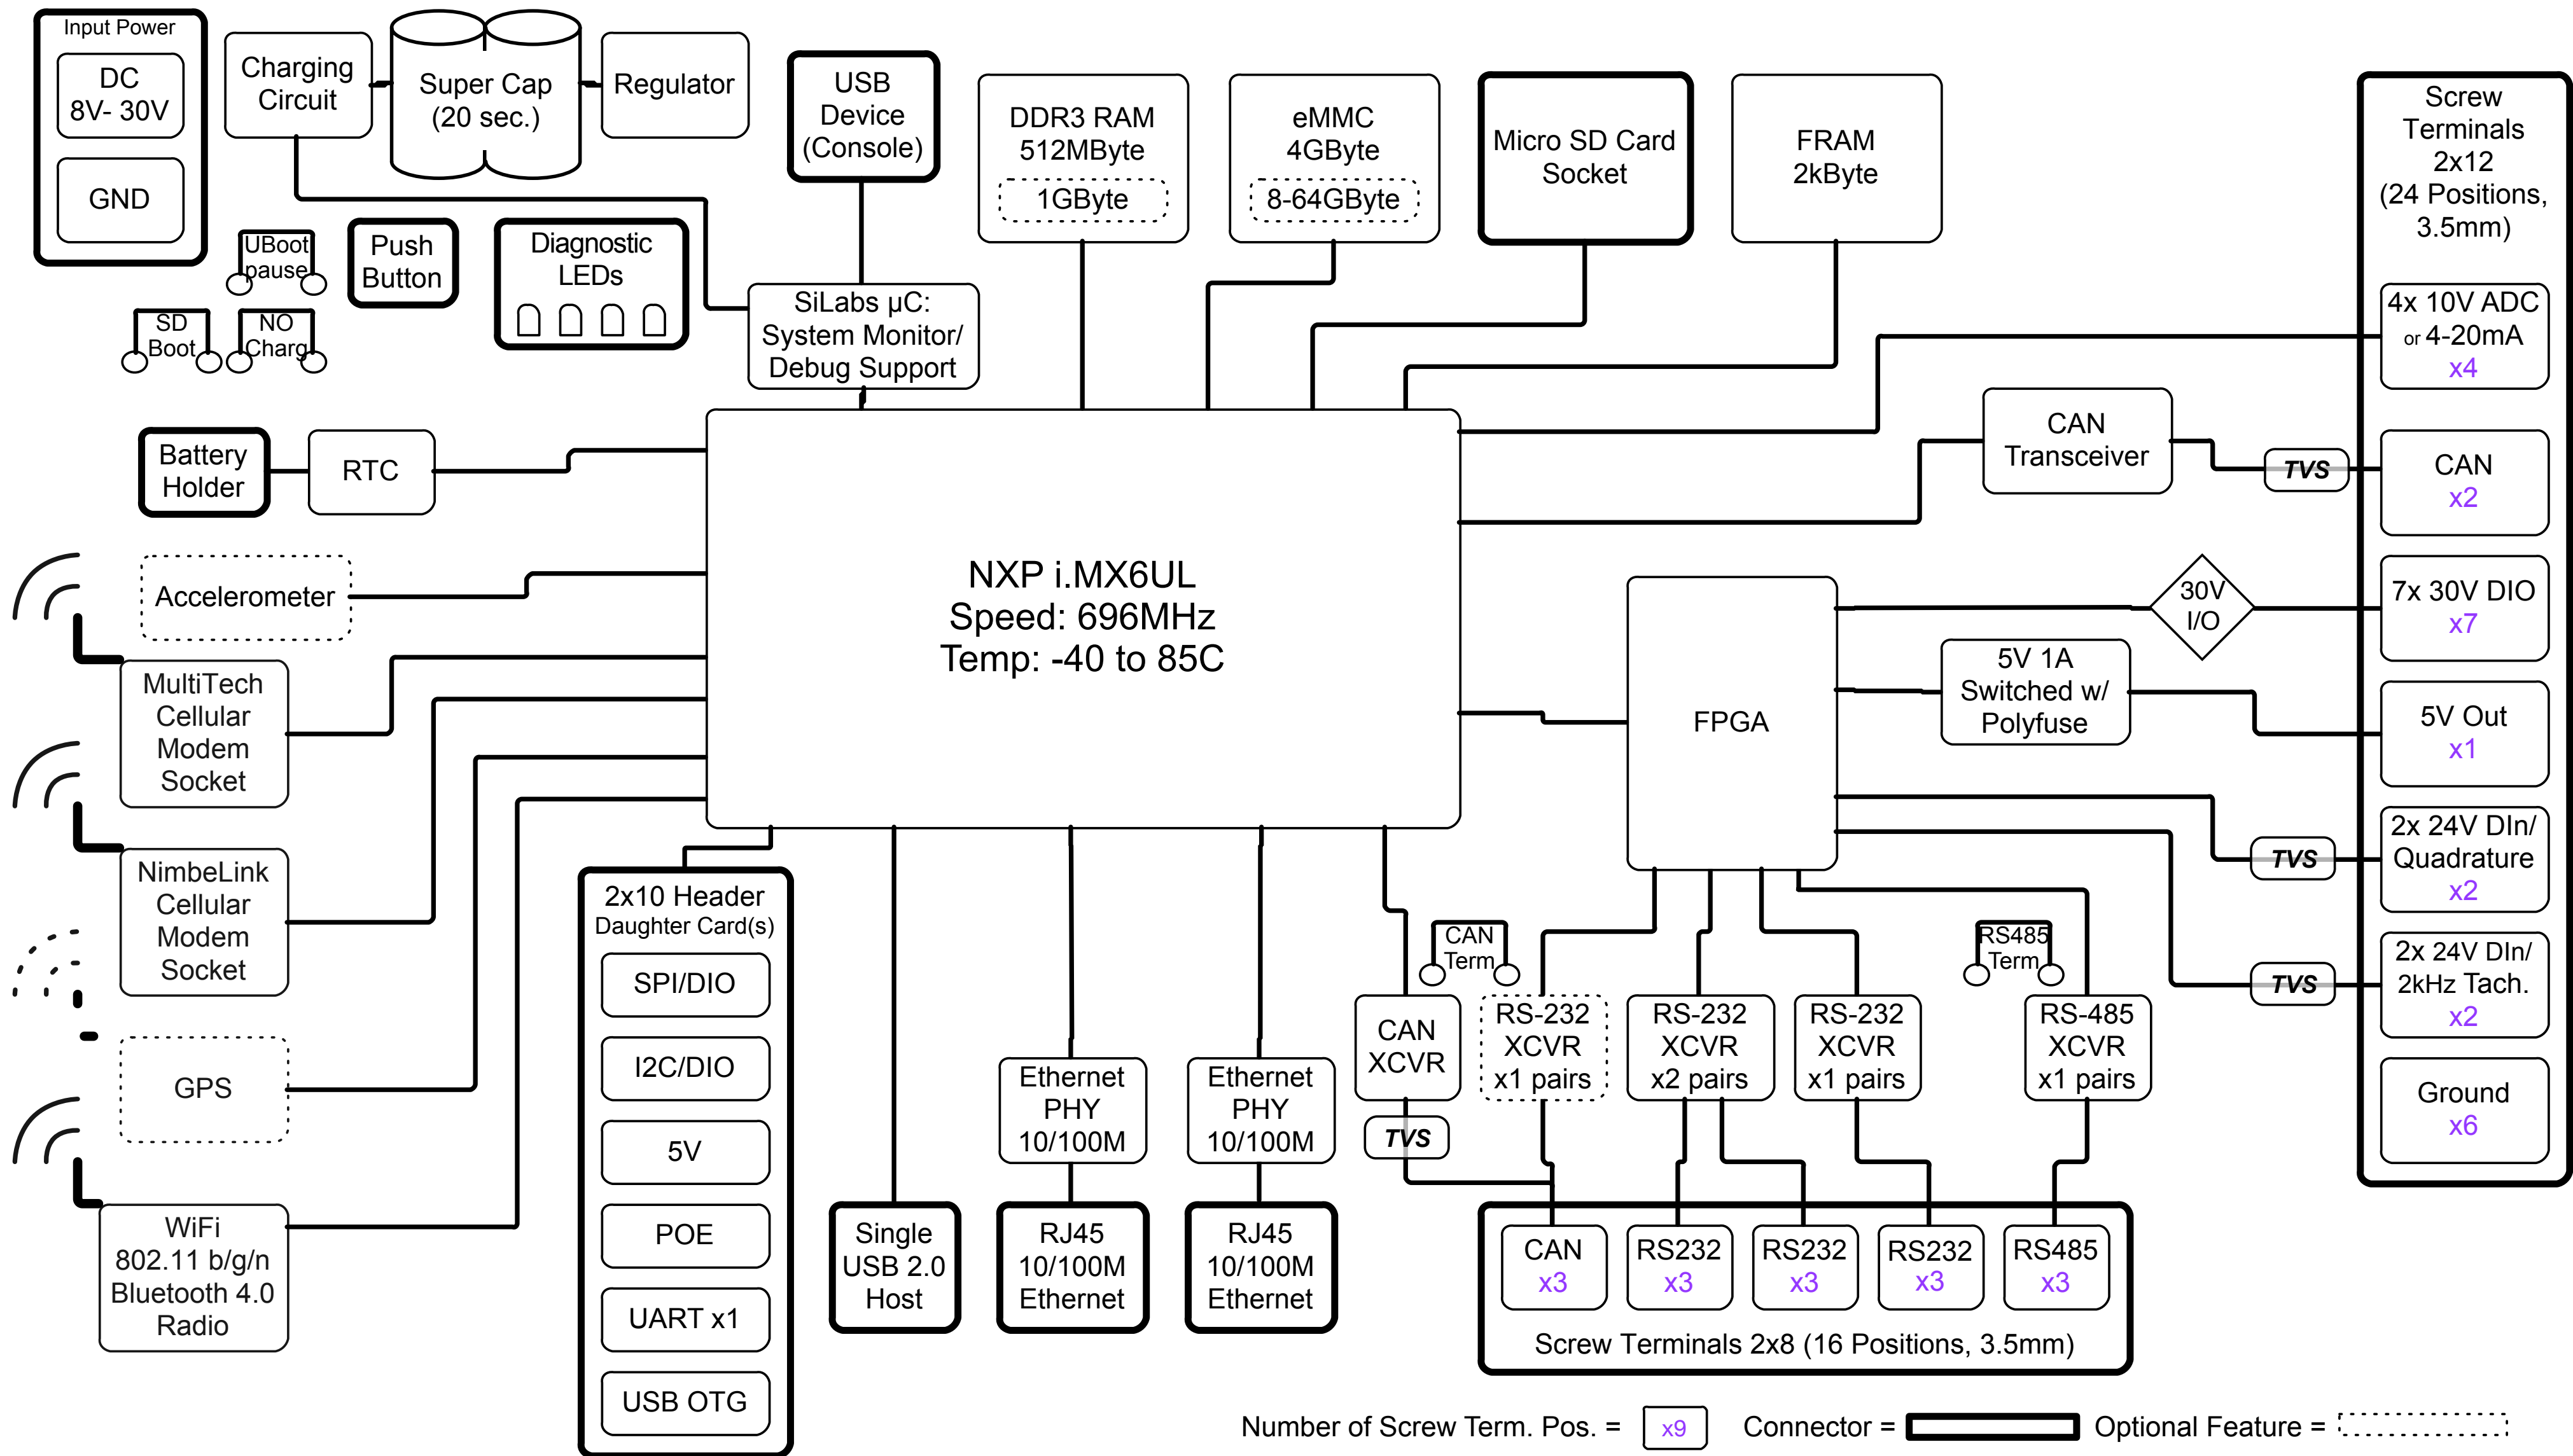 Input Power
DC
8V- 30V
GND
Charging
Circuit
Super Cap
(20 sec.)
Regulator
USB
Device
(Console)
DDR3 RAM
512MByte
1GByte
eMMC
4GByte
8-64GByte
Micro SD Card
Socket
FRAM
2kByte
Screw
Terminals
2x12
(24 Positions,
3.5mm)
UBoot
pause
Push
Button
Diagnostic
LEDs
SD
Boot
NO
Charg
SiLabs µC:
System Monitor/
Debug Support
4x 10V ADC
or 4-20mA
x4
Battery
Holder
RTC
CAN
Transceiver
TVS
CAN
x2
Accelerometer
NXP i.MX6UL
Speed: 696MHz
Temp: -40 to 85C
30V
I/O
7x 30V DIO
x7
MultiTech
Cellular
Modem
Socket
FPGA
5V 1A
Switched w/
Polyfuse
5V Out
x1
NimbeLink
Cellular
Modem
Socket
TVS
2x 24V DIn/
Quadrature
x2
2x10 Header
Daughter Card(s)
SPI/DIO
I2C/DIO
5V
POE
UART x1
USB OTG
CAN
Term
RS485
Term
TVS
2x 24V DIn/
2kHz Tach.
x2
GPS
Ethernet
PHY
10/100M
Ethernet
PHY
10/100M
CAN
XCVR
TVS
RS-232
XCVR
x1 pairs
RS-232
XCVR
x2 pairs
RS-232
XCVR
x1 pairs
RS-485
XCVR
x1 pairs
Ground
x6
WiFi
802.11 b/g/n
Bluetooth 4.0
Radio
Single
USB 2.0
Host
RJ45
10/100M
Ethernet
RJ45
10/100M
Ethernet
CAN
x3
RS232
x3
RS232
x3
RS232
x3
RS485
x3
Screw Terminals 2x8 (16 Positions, 3.5mm)
Number of Screw Term. Pos. = x9 Connector = Optional Feature =